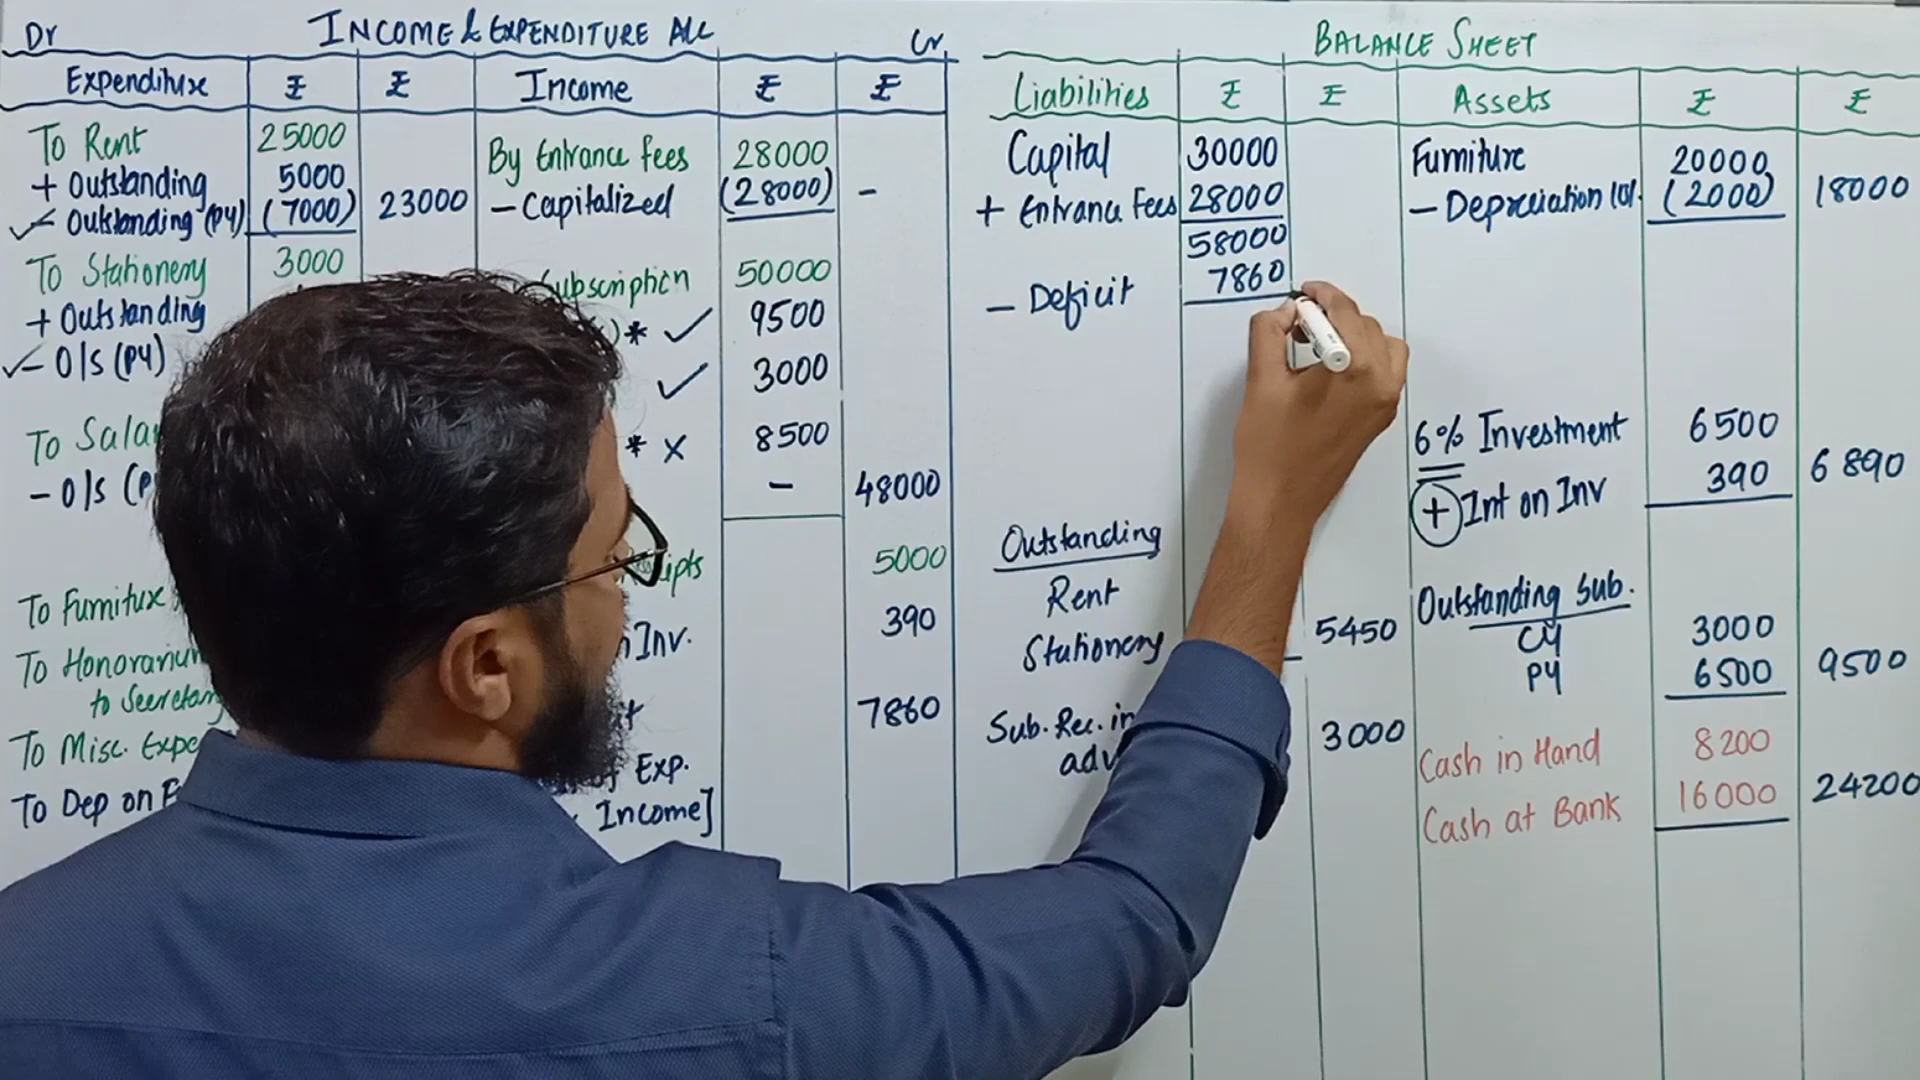 Dr INCOME & EXPENDITURE A/c Cr
Expenditure ₹ ₹ Income ₹ ₹
To Rent 25000 By Entrance fees 28000
+ Outstanding 5000 - Capitalized (28000) -
- Outstanding (PY) (7000) 23000
To Stationery 3000 Subscription 50000
+ Outstanding ) * ✓ 9500
✓ - O/s (PY) ✓ 3000
To Sala * x 8500
- O/s (P - 48000
ipts 5000
To Furniture
Inv. 390
To Honorarium
to Secretary
7860
To Misc. Expe
Exp.
To Dep on F Income]
BALANCE SHEET
Liabilities ₹ ₹ Assets ₹ ₹
Capital 30000 Furniture 20000
+ Entrance Fees 28000 - Depreciation 10%. (2000) 18000
58000
- Deficit 7860
6% Investment 6500
(+) Int on Inv 390 6890
Outstanding Outstanding Sub.
Rent CY 3000
Stationery 5450 PY 6500 9500
Sub. Rec. in 3000 Cash in Hand 8200
adv Cash at Bank 16000 24200